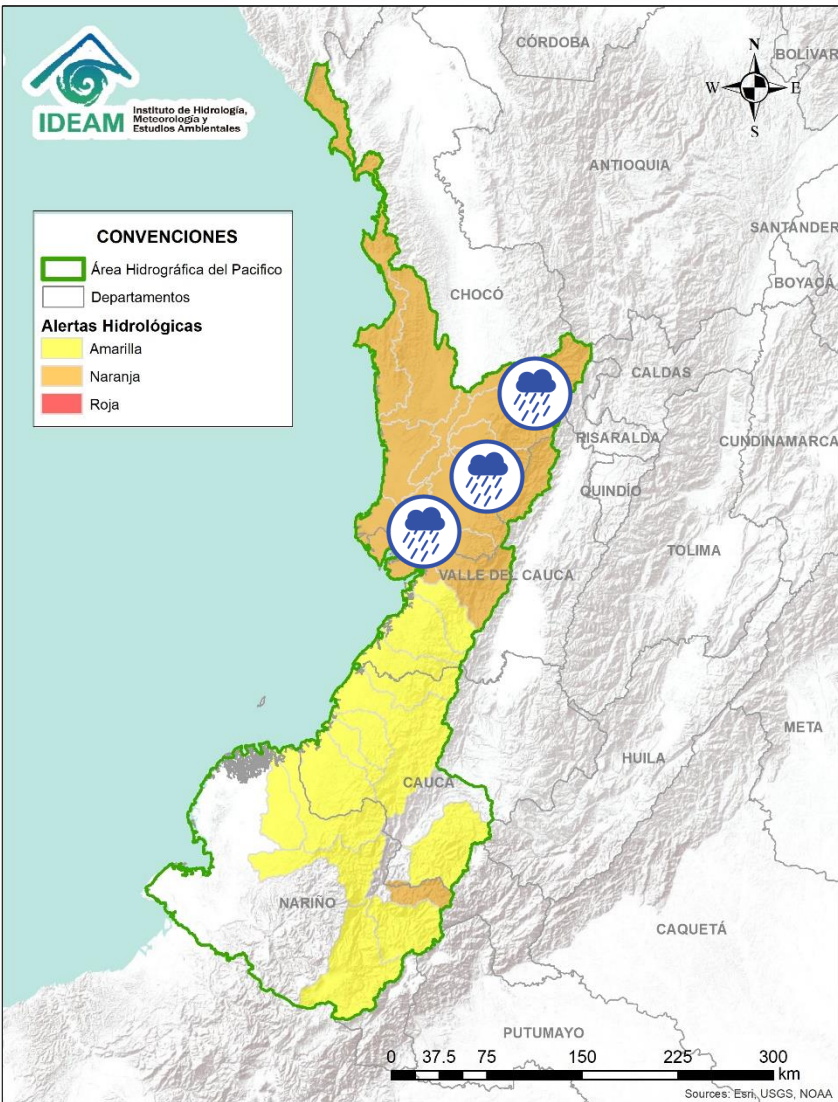 IDEAM
Instituto de Hidrología,
Meteorología y
Estudios Ambientales
N
W
E
S
CÓRDOBA
BOLÍVAR
ANTIOQUIA
SANTANDER
BOYACÁ
CONVENCIONES
Área Hidrográfica del Pacifico
Departamentos
Alertas Hidrológicas
Amarilla
Naranja
Roja
CHOCÓ
CALDAS
RISARALDA
CUNDINAMARCA
QUINDÍO
TOLIMA
VALLE DEL CAUCA
META
HUILA
CAUCA
NARIÑO
CAQUETÁ
PUTUMAYO
0 37.5 75 150 225 300
km
Sources: Esri, USGS, NOAA